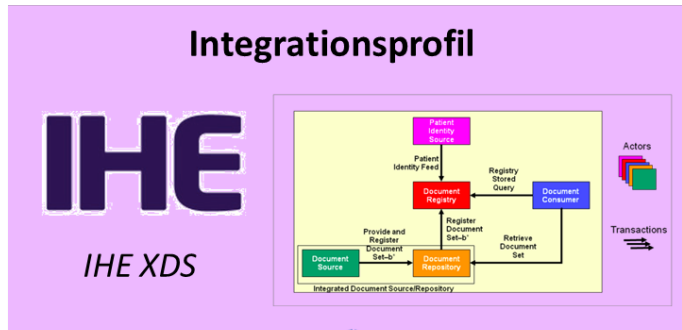 Integrationsprofil
IHE
IHE XDS
Patient
Identity
Source
Patient
Identity Feed
Registry
Stored
Query
Document
Registry
Document
Consumer
Provide and
Register
Document
Set–b'
Register
Document
Set–b'
Retrieve
Document
Set
Document
Source
Document
Repository
Integrated Document Source/Repository
Actors
Transactions